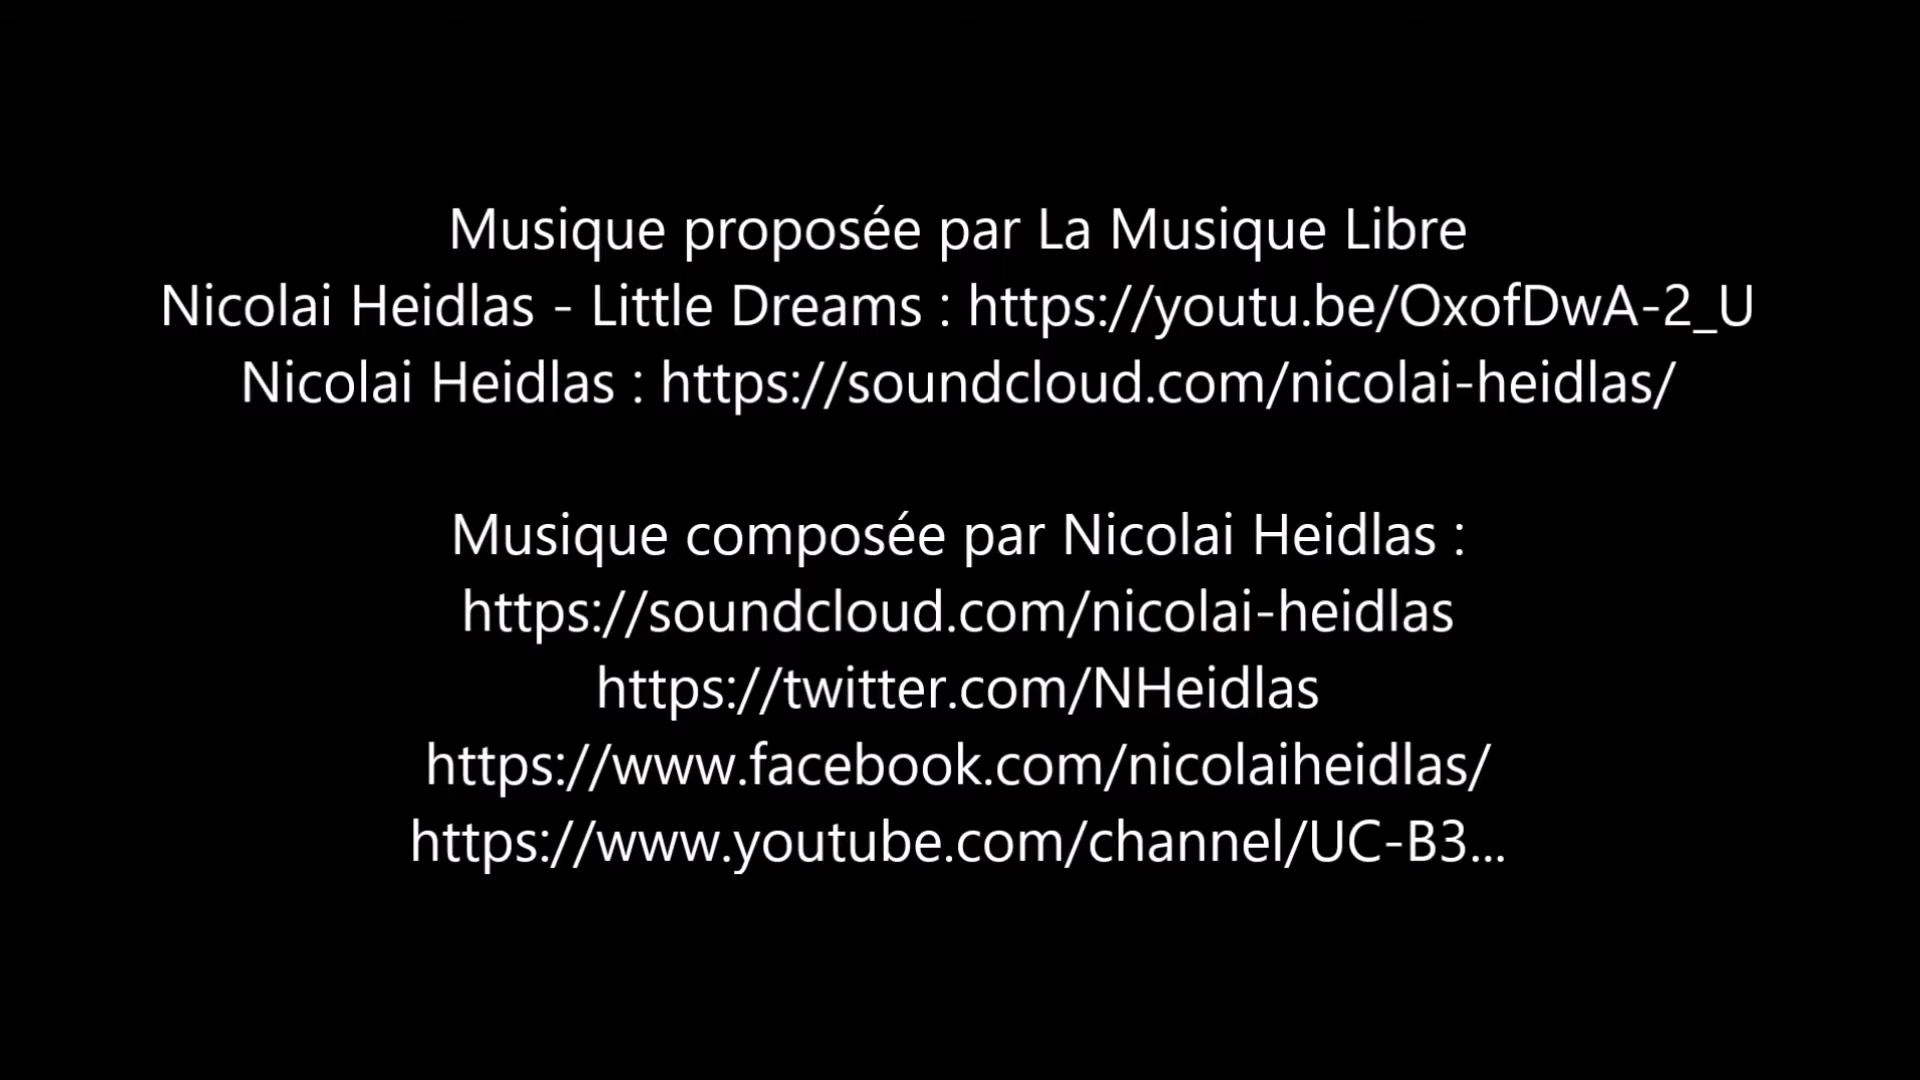 Musique proposée par La Musique Libre
Nicolai Heidlas - Little Dreams : https://youtu.be/OxofDwA-2_U
Nicolai Heidlas : https://soundcloud.com/nicolai-heidlas/
Musique composée par Nicolai Heidlas :
https://soundcloud.com/nicolai-heidlas
https://twitter.com/NHeidlas
https://www.facebook.com/nicolaiheidlas/
https://www.youtube.com/channel/UC-B3...